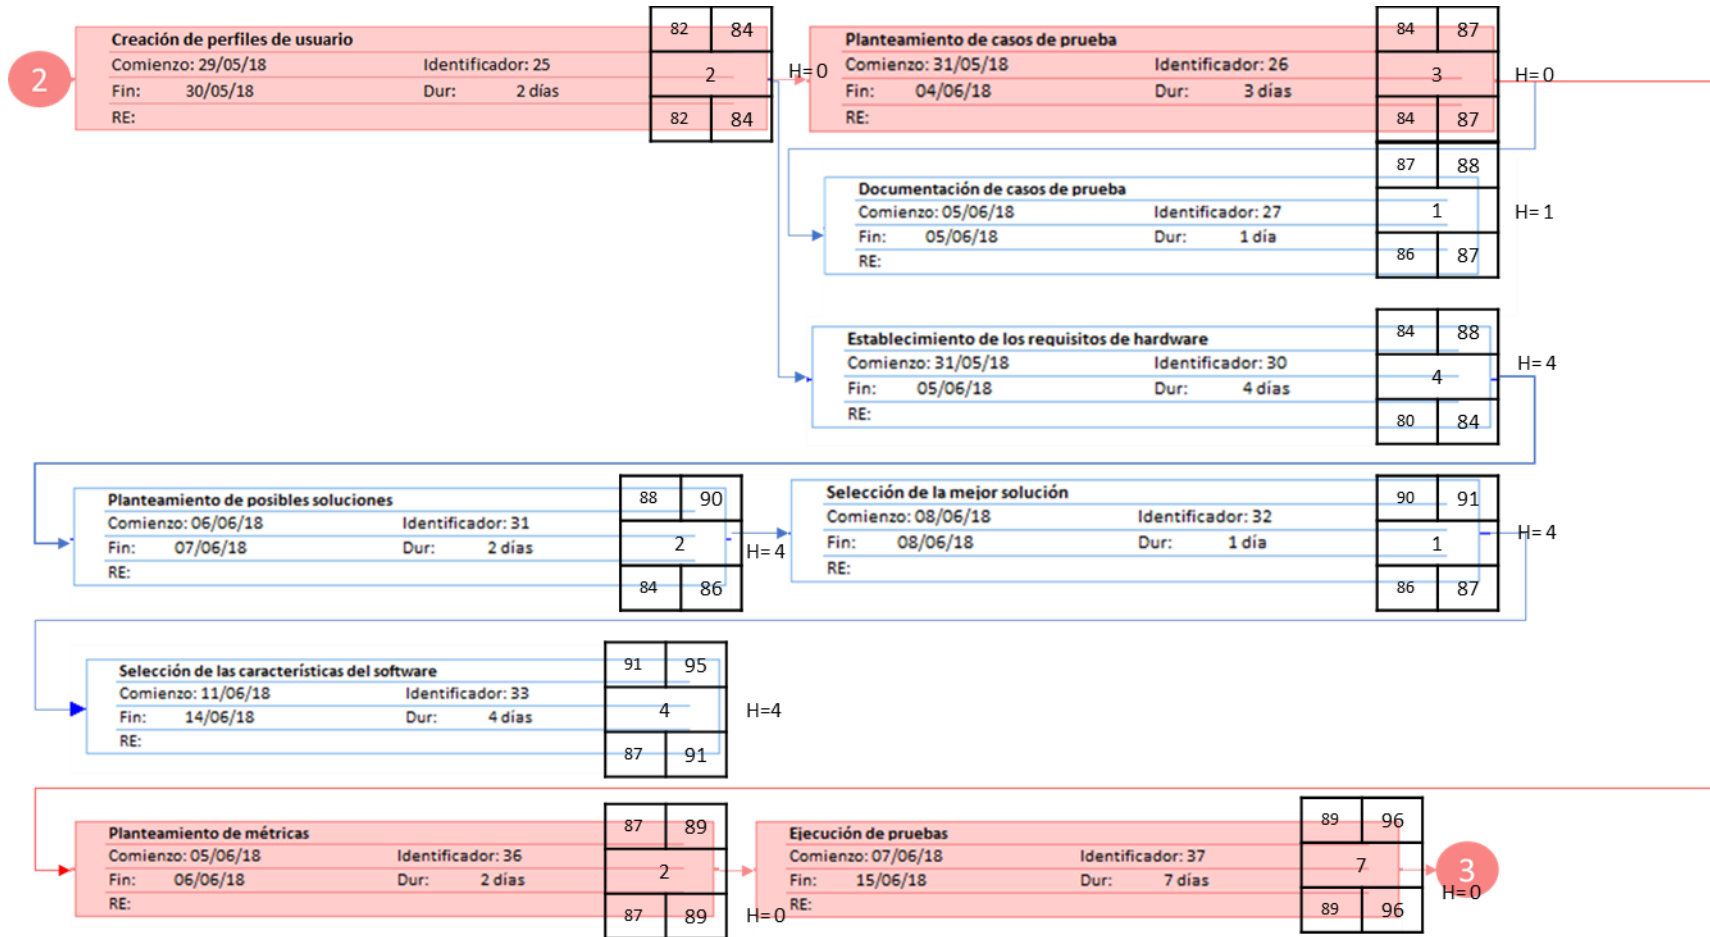 2
Creación de perfiles de usuario
Comienzo: 29/05/18 Identificador: 25
Fin: 30/05/18 Dur: 2 días
RE:
82 84
2
82 84
H= 0
Planteamiento de casos de prueba
Comienzo: 31/05/18 Identificador: 26
Fin: 04/06/18 Dur: 3 días
RE:
84 87
3
84 87
H= 0
Documentación de casos de prueba
Comienzo: 05/06/18 Identificador: 27
Fin: 05/06/18 Dur: 1 día
RE:
87 88
1
86 87
H= 1
Establecimiento de los requisitos de hardware
Comienzo: 31/05/18 Identificador: 30
Fin: 05/06/18 Dur: 4 días
RE:
84 88
4
80 84
H= 4
Planteamiento de posibles soluciones
Comienzo: 06/06/18 Identificador: 31
Fin: 07/06/18 Dur: 2 días
RE:
88 90
2
84 86
H= 4
Selección de la mejor solución
Comienzo: 08/06/18 Identificador: 32
Fin: 08/06/18 Dur: 1 día
RE:
90 91
1
86 87
H= 4
Selección de las características del software
Comienzo: 11/06/18 Identificador: 33
Fin: 14/06/18 Dur: 4 días
RE:
91 95
4
87 91
H=4
Planteamiento de métricas
Comienzo: 05/06/18 Identificador: 36
Fin: 06/06/18 Dur: 2 días
RE:
87 89
2
87 89
H= 0
Ejecución de pruebas
Comienzo: 07/06/18 Identificador: 37
Fin: 15/06/18 Dur: 7 días
RE:
89 96
7
89 96
3
H= 0